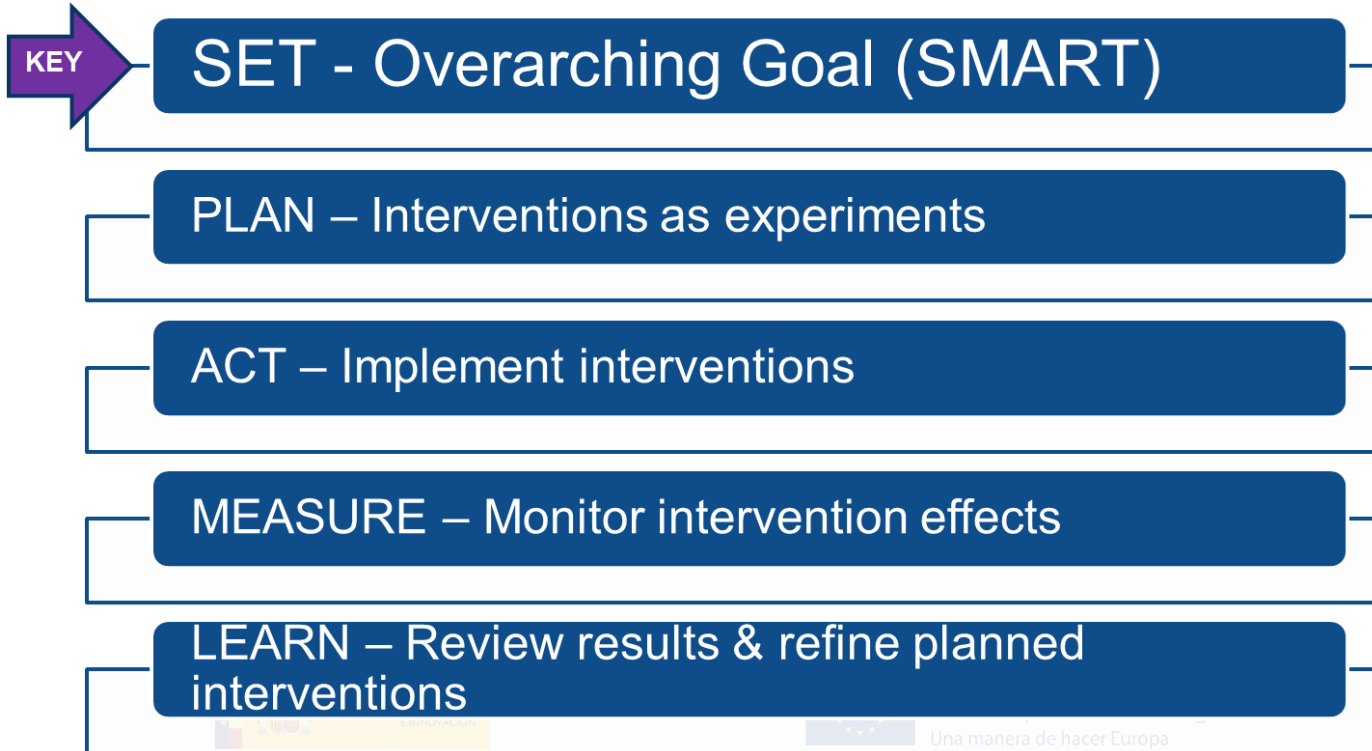 KEY
SET - Overarching Goal (SMART)
PLAN – Interventions as experiments
ACT – Implement interventions
MEASURE – Monitor intervention effects
LEARN – Review results & refine planned
interventions
E INNOVACIÓN
Una manera de hacer Europa